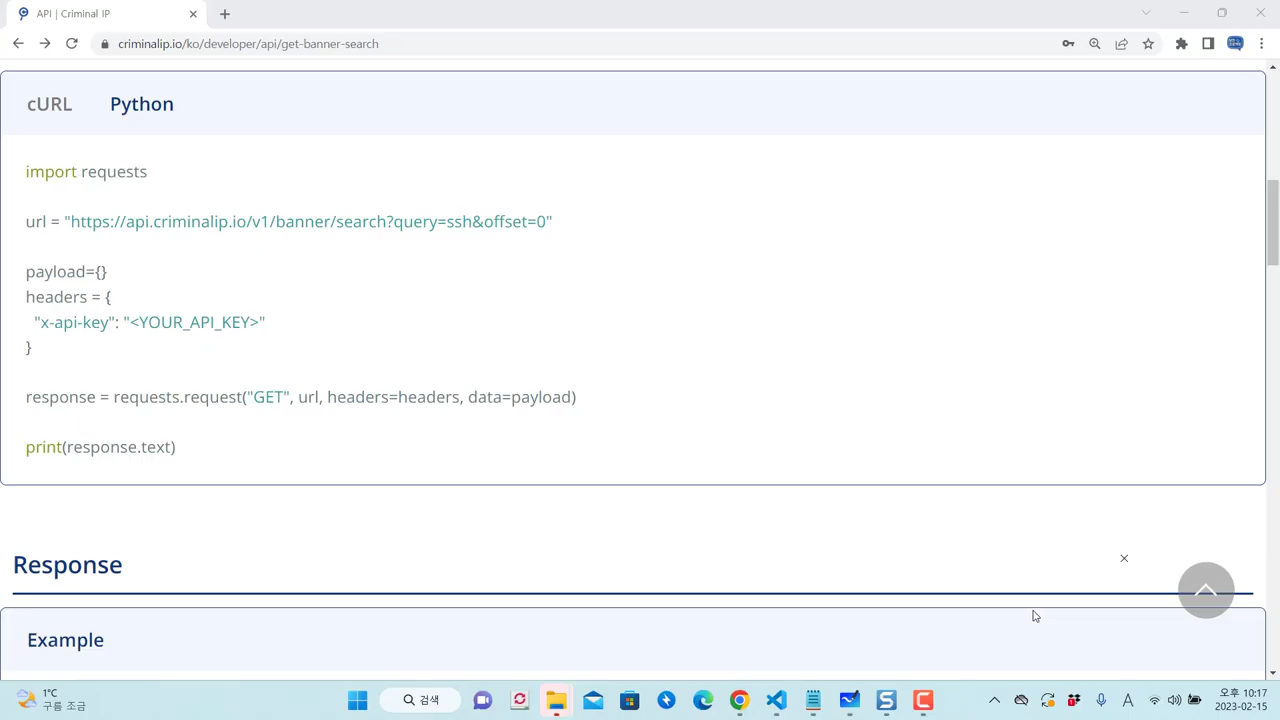 API | Criminal IP
criminalip.io/ko/developer/api/get-banner-search
cURL
Python
import requests
url = "https://api.criminalip.io/v1/banner/search?query=ssh&offset=0"
payload={}
headers = {
"x-api-key": "<YOUR_API_KEY>"
}
response = requests.request("GET", url, headers=headers, data=payload)
print(response.text)
Response
Example
1°C
구름 조금
검색
A
오후 10:17
2023-02-15